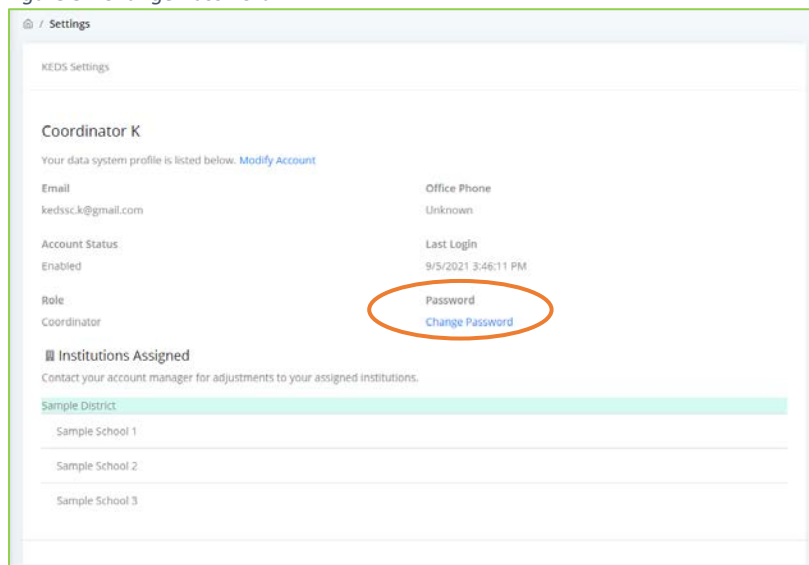 / Settings
KEDS Settings
Coordinator K
Your data system profile is listed below. Modify Account
Email
Office Phone
kedssc.k@gmail.com
Unknown
Account Status
Last Login
Enabled
9/5/2021 3:46:11 PM
Role
Password
Coordinator
Change Password
Institutions Assigned
Contact your account manager for adjustments to your assigned institutions.
Sample District
Sample School 1
Sample School 2
Sample School 3